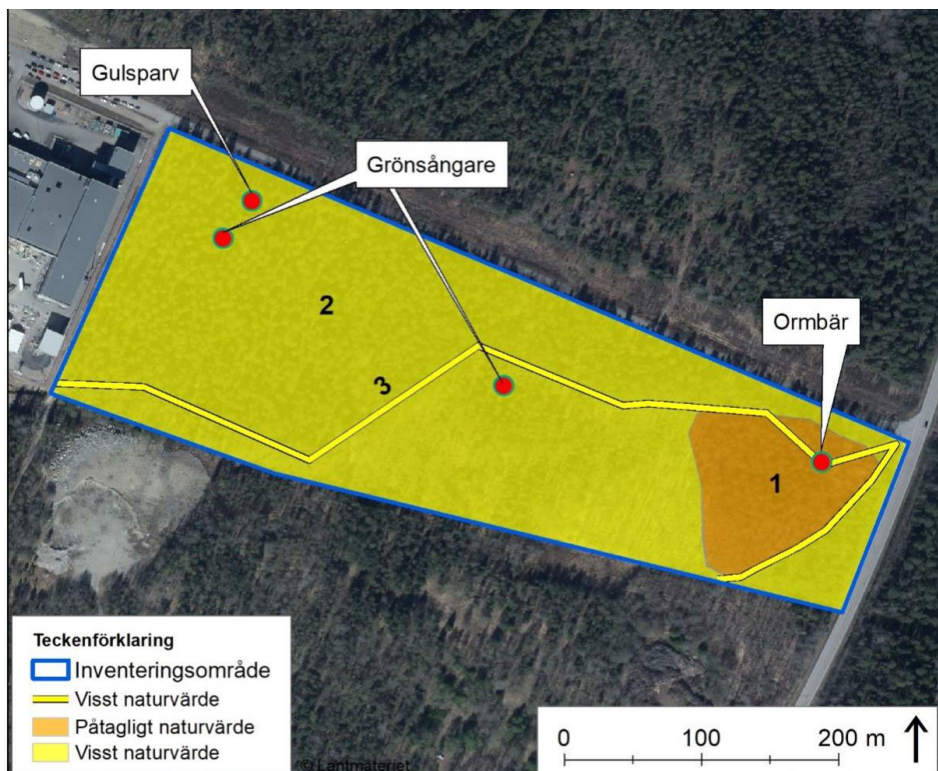 Gulsparv
Grönsångare
Ormbär
2
3
1
Teckenförklaring
Inventeringsområde
Visst naturvärde
Påtagligt naturvärde
Visst naturvärde
© Lantmäteriet
0 100 200 m